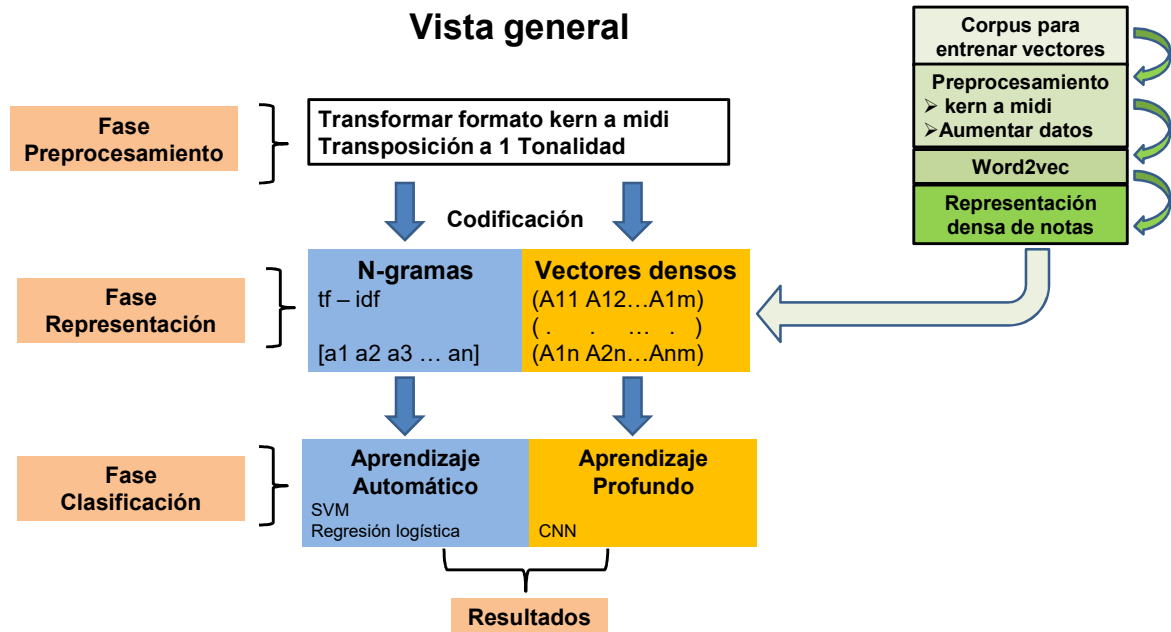 Vista general
Corpus para
entrenar vectores
Preprocesamiento
➢ kern a midi
➢Aumentar datos
Word2vec
Representación
densa de notas
Fase
Preprocesamiento
Transformar formato kern a midi
Transposición a 1 Tonalidad
Codificación
Fase
Representación
N-gramas
tf – idf
[a1 a2 a3 … an]
Vectores densos
(A11 A12…A1m)
( . . … . )
(A1n A2n…Anm)
Fase
Clasificación
Aprendizaje
Automático
SVM
Regresión logística
Aprendizaje
Profundo
CNN
Resultados